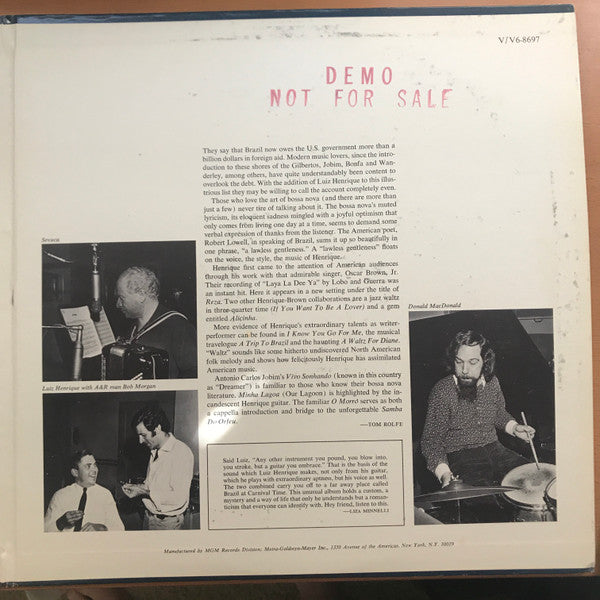 V/V6-8697
DEMO
NOT FOR SALE
They say that Brazil now owes the U.S. government more than a
billion dollars in foreign aid. Modern music lovers, since the intro-
duction to these shores of the Gilbertos, Jobim, Bonfa and Wan-
derley, among others, have quite understandably been content to
overlook the debt. With the addition of Luiz Henrique to this illus-
trious list they may be willing to call the account completely even.
Those who love the art of bossa nova (and there are more than
just a few) never tire of talking about it. The bossa nova's muted
lyricism, its eloquent sadness mingled with a joyful optimism that
only comes from living one day at a time, seems to demand some
verbal expression of thanks from the listener. The American poet,
Robert Lowell, in speaking of Brazil, sums it up so beautifully in
one phrase, "a lawless gentleness." A "lawless gentleness" floats
on the voice, the style, the music of Henrique.
Henrique first came to the attention of American audiences
through his work with that admirable singer, Oscar Brown, Jr.
Their recording of "Laya La Dee Ya" by Lobo and Guerra was
an instant hit. Here it appears in a new setting under the title of
Reza. Two other Henrique-Brown collaborations are a jazz waltz
in three-quarter time (If You Want To Be A Lover) and a gem
entitled Alicinha.
More evidence of Henrique's extraordinary talents as writer-
performer can be found in I Know You Go For Me, the musical
travelogue A Trip To Brazil and the haunting A Waltz For Diane.
"Waltz" sounds like some hitherto undiscovered North American
folk melody and shows how felicitously Henrique has assimilated
American music.
Antonio Carlos Jobim's Vivo Sonhando (known in this country
as "Dreamer") is familiar to those who know their bossa nova
literature. Minha Lagoa (Our Lagoon) is highlighted by the in-
candescent Henrique guitar. The familiar O Morro serves as both
a cappella introduction and bridge to the unforgettable Samba
De Orfeu.
—TOM ROLFE
Sivuca
Luiz Henrique with A&R man Bob Morgan
Donald MacDonald
Said Luiz, "Any other instrument you pound, you blow into,
you stroke, but a guitar you embrace." That is the basis of the
sound which Luiz Henrique makes, not only from his guitar,
which he plays with extraordinary aptness, but his voice as well.
The two combined carry you off to a far away place called
Brazil at Carnival Time. This unusual album holds a custom, a
mystery and a way of life that only he understands but a roman-
ticism that everyone can identify with. Hey friend, listen to this.
—LIZA MINNELLI
Manufactured by MGM Records Division; Metro-Goldwyn-Mayer Inc., 1350 Avenue of the Americas, New York, N.Y. 10019